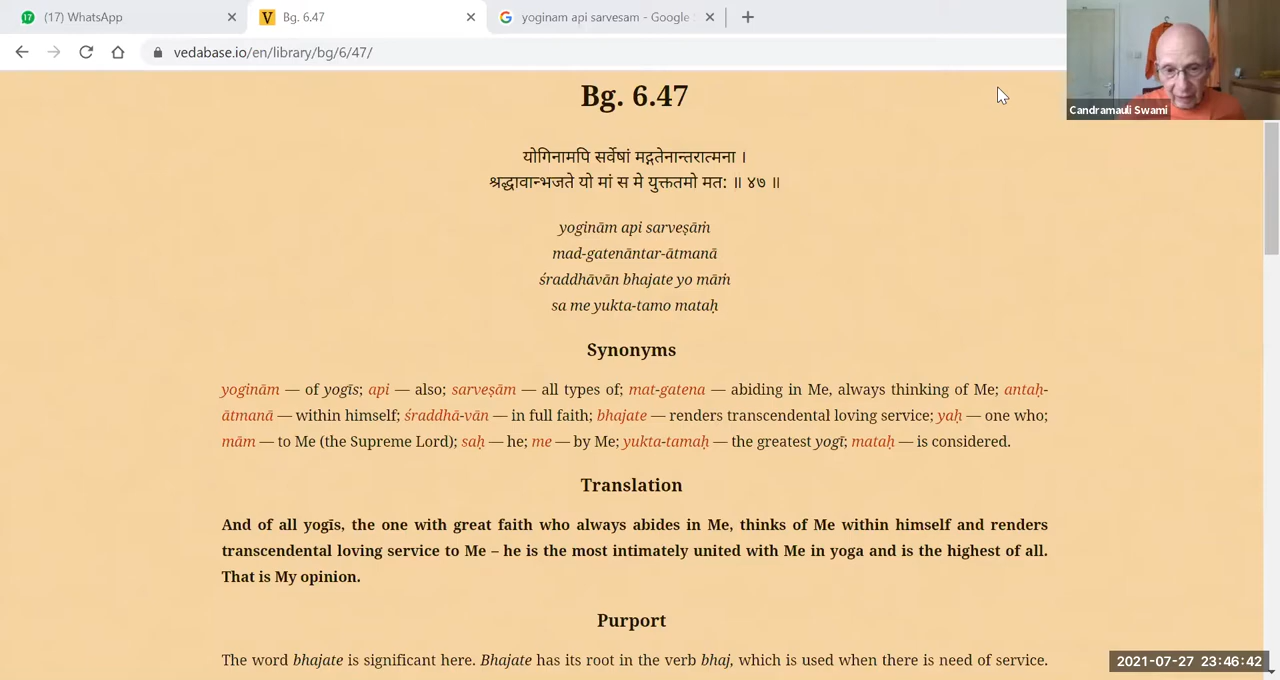 (17) WhatsApp
Bg. 6.47
yoginam api sarvesam - Google
vedabase.io/en/library/bg/6/47/
Candramauli Swami
Bg. 6.47
योगिनामपि सर्वेषां मद्ग‍तेनान्तरात्मना ।
श्रद्धावान्भजते यो मां स मे युक्ततमो मत: ॥ ४७ ॥
yoginām api sarveṣāṁ
mad-gatenāntar-ātmanā
śraddhāvān bhajate yo māṁ
sa me yukta-tamo mataḥ
Synonyms
yoginām — of yogīs; api — also; sarveṣām — all types of; mat-gatena — abiding in Me, always thinking of Me; antaḥ-
ātmanā — within himself; śraddhā-vān — in full faith; bhajate — renders transcendental loving service; yaḥ — one who;
mām — to Me (the Supreme Lord); saḥ — he; me — by Me; yukta-tamaḥ — the greatest yogī; mataḥ — is considered.
Translation
And of all yogīs, the one with great faith who always abides in Me, thinks of Me within himself and renders
transcendental loving service to Me – he is the most intimately united with Me in yoga and is the highest of all.
That is My opinion.
Purport
The word bhajate is significant here. Bhajate has its root in the verb bhaj, which is used when there is need of service.
2021-07-27 23:46:42